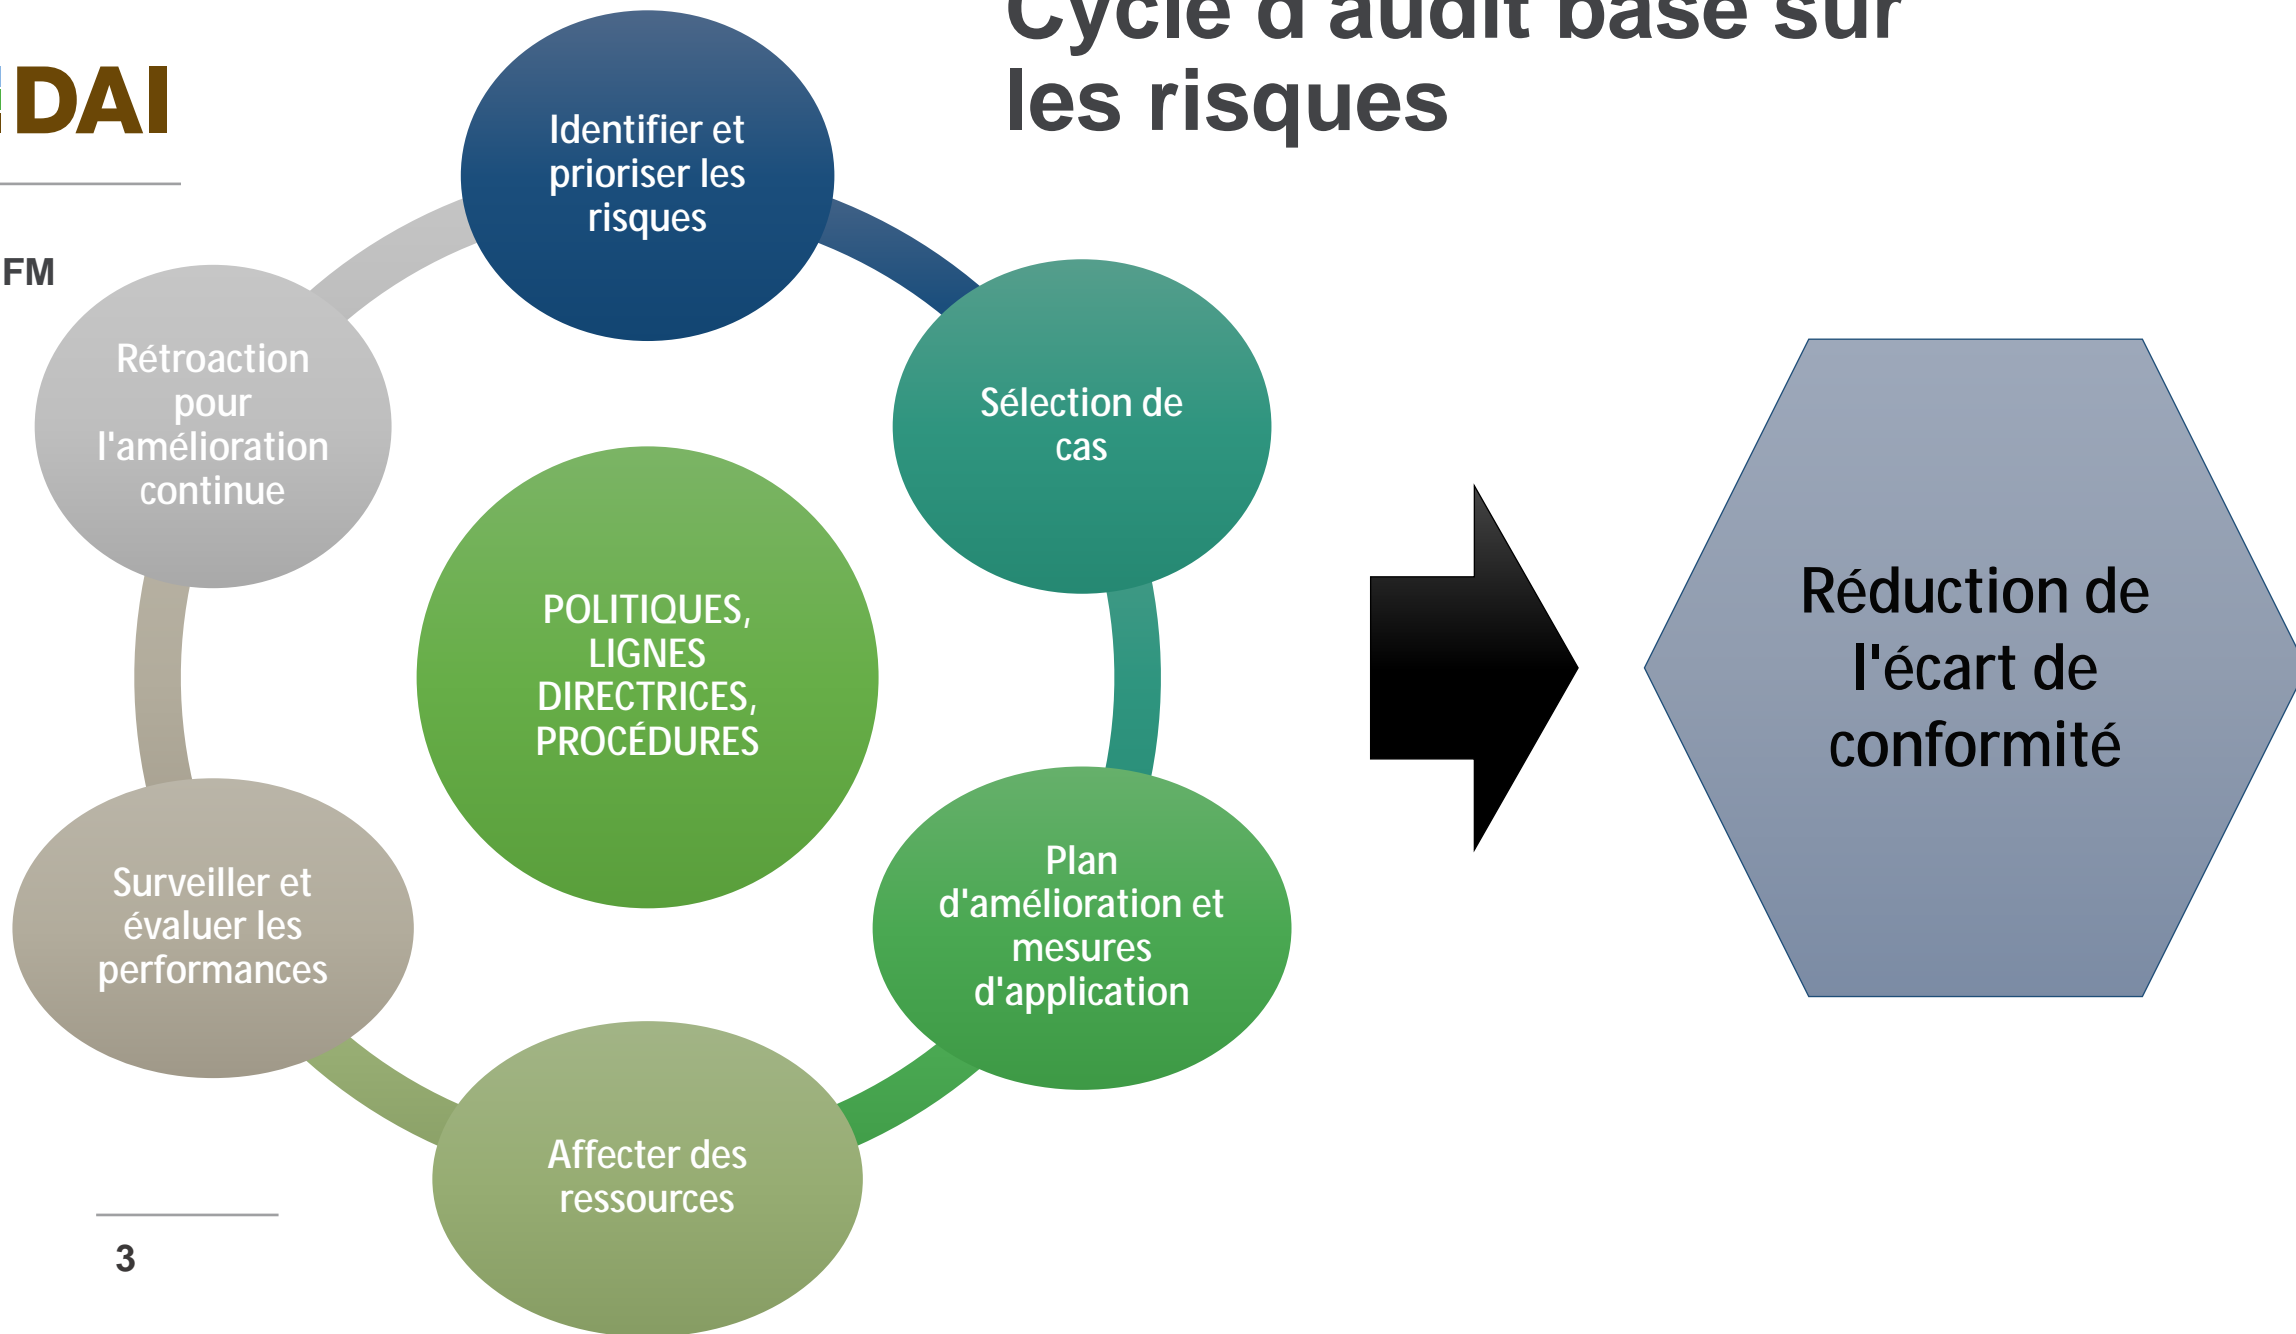 Cycle d'audit basé sur
les risques
DAI
FM
Identifier et
prioriser les
risques
Sélection de
cas
Plan
d'amélioration et
mesures
d'application
Affecter des
ressources
Surveiller et
évaluer les
performances
Rétroaction
pour
l'amélioration
continue
POLITIQUES,
LIGNES
DIRECTRICES,
PROCÉDURES
Réduction de
l'écart de
conformité
3